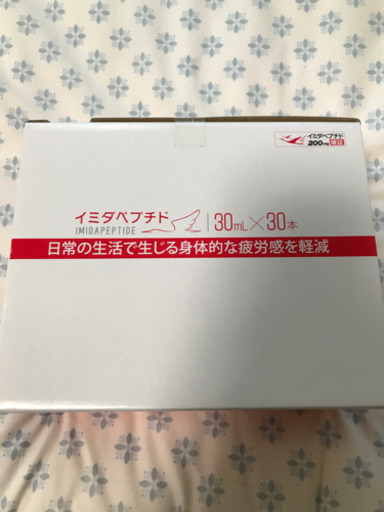 イミダペプチド
200mg 保証
イミダペプチド 30mL×30本
IMIDAPEPTIDE
日常の生活で生じる身体的な疲労感を軽減